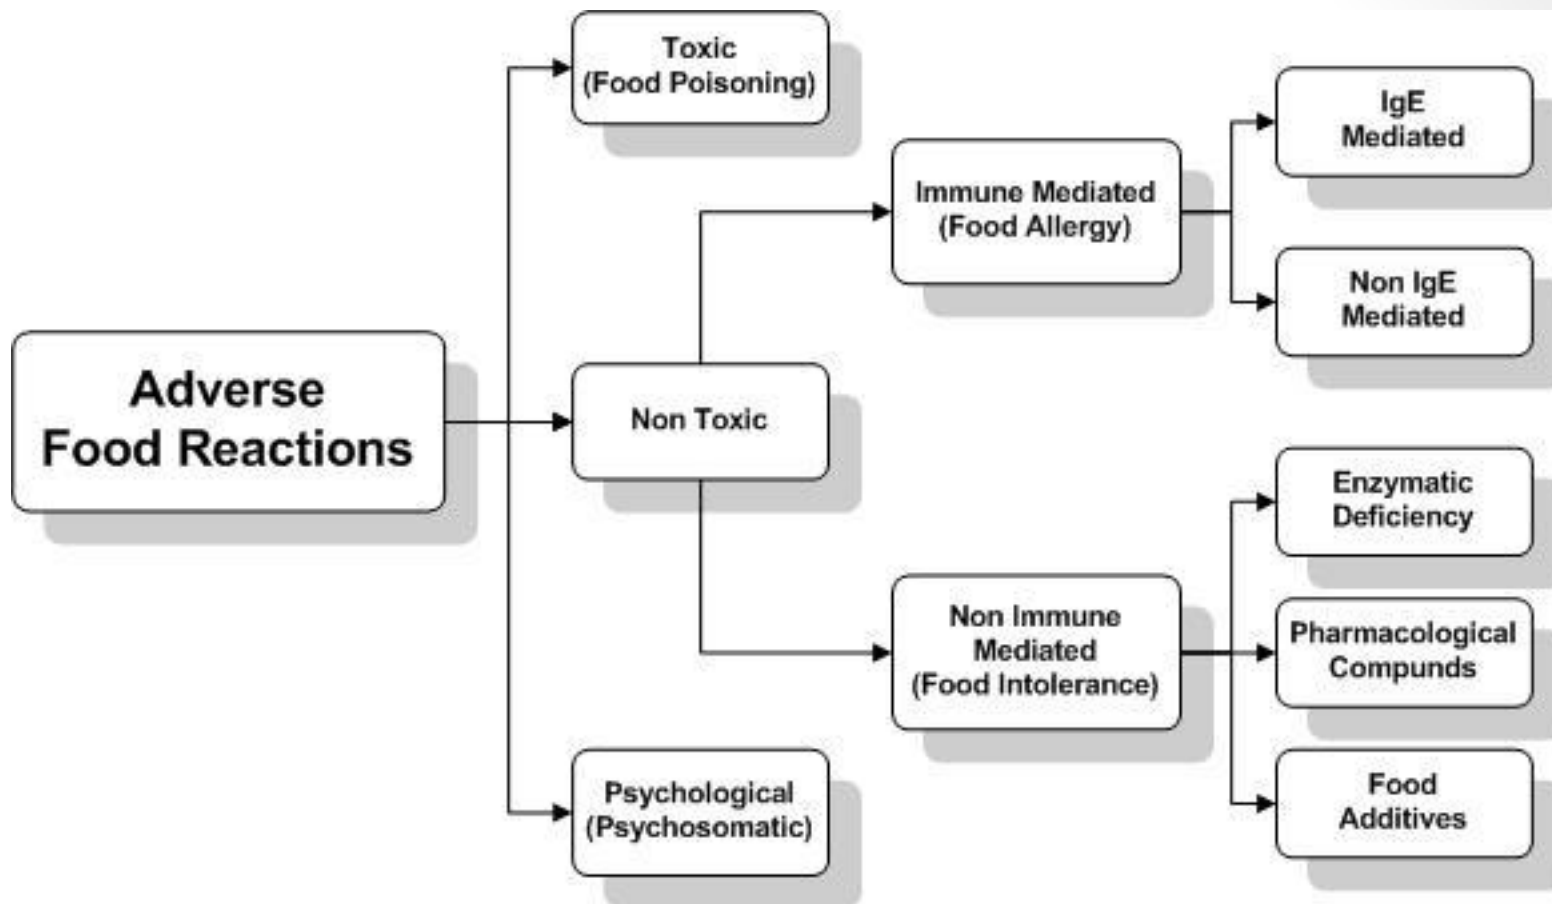 Adverse
Food Reactions
Toxic
(Food Poisoning)
Non Toxic
Psychological
(Psychosomatic)
Immune Mediated
(Food Allergy)
Non Immune
Mediated
(Food Intolerance)
IgE
Mediated
Non IgE
Mediated
Enzymatic
Deficiency
Pharmacological
Compunds
Food
Additives